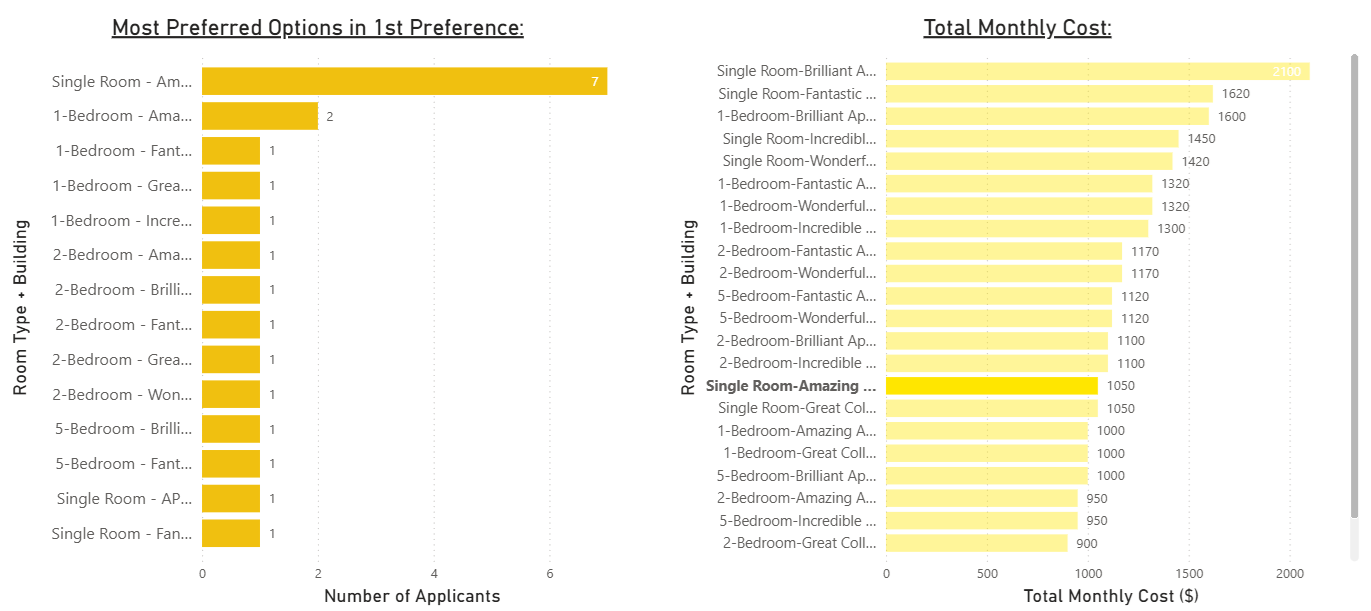 Most Preferred Options in 1st Preference:
Room Type + Building
Single Room - Am... 7
1-Bedroom - Ama... 2
1-Bedroom - Fant... 1
1-Bedroom - Grea... 1
1-Bedroom - Incre... 1
2-Bedroom - Ama... 1
2-Bedroom - Brilli... 1
2-Bedroom - Fant... 1
2-Bedroom - Grea... 1
2-Bedroom - Won... 1
5-Bedroom - Brilli... 1
5-Bedroom - Fant... 1
Single Room - AP... 1
Single Room - Fan... 1
0 2 4 6
Number of Applicants
Total Monthly Cost:
Room Type + Building
Single Room-Brilliant A... 2100
Single Room-Fantastic ... 1620
1-Bedroom-Brilliant Ap... 1600
Single Room-Incredibl... 1450
Single Room-Wonderf... 1420
1-Bedroom-Fantastic A... 1320
1-Bedroom-Wonderful... 1320
1-Bedroom-Incredible ... 1300
2-Bedroom-Fantastic A... 1170
2-Bedroom-Wonderful... 1170
5-Bedroom-Fantastic A... 1120
5-Bedroom-Wonderful... 1120
2-Bedroom-Brilliant Ap... 1100
2-Bedroom-Incredible ... 1100
Single Room-Amazing ... 1050
Single Room-Great Col... 1050
1-Bedroom-Amazing A... 1000
1-Bedroom-Great Coll... 1000
5-Bedroom-Brilliant Ap... 1000
2-Bedroom-Amazing A... 950
5-Bedroom-Incredible ... 950
2-Bedroom-Great Coll... 900
0 500 1000 1500 2000
Total Monthly Cost ($)